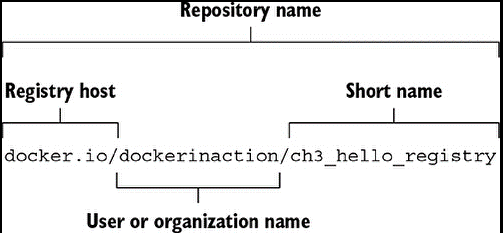 Repository name
Registry host
Short name
docker.io/dockerinaction/ch3_hello_registry
User or organization name